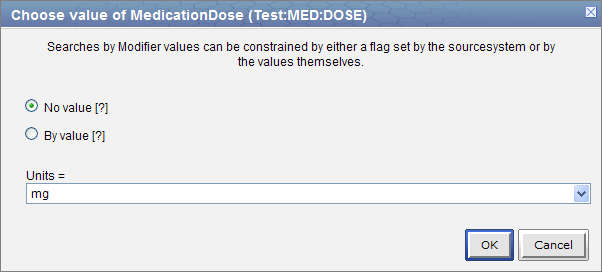 Choose value of MedicationDose (Test:MED:DOSE)
Searches by Modifier values can be constrained by either a flag set by the sourcesystem or by
the values themselves.
No value [?]
By value [?]
Units =
mg
OK
Cancel